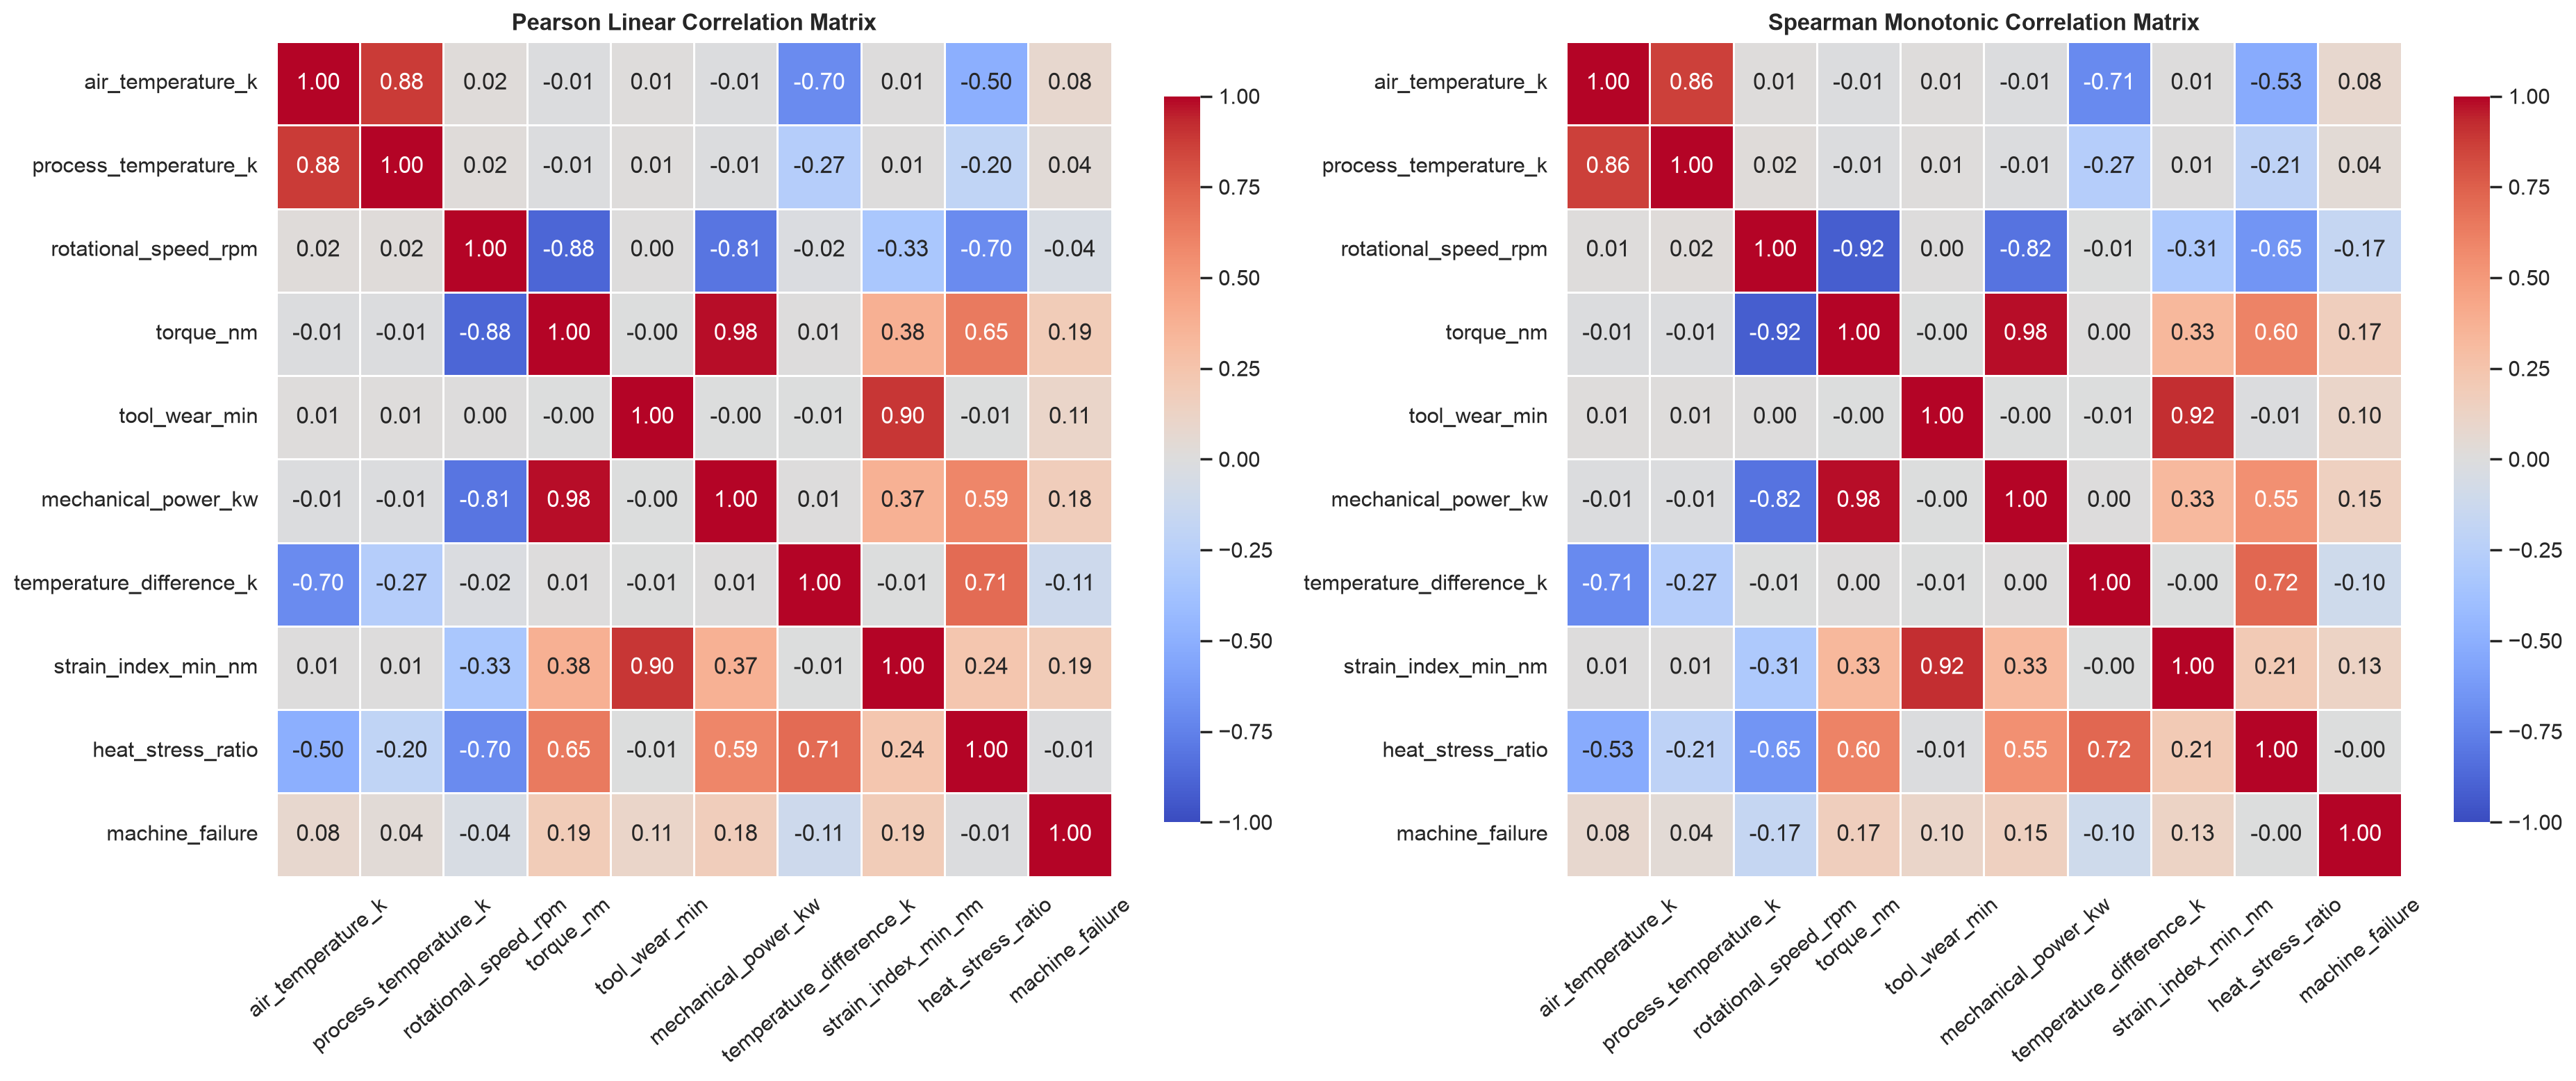 Pearson Linear Correlation Matrix
air_temperature_k 1.00 0.88 0.02 -0.01 0.01 -0.01 -0.70 0.01 -0.50 0.08
process_temperature_k 0.88 1.00 0.02 -0.01 0.01 -0.01 -0.27 0.01 -0.20 0.04
rotational_speed_rpm 0.02 0.02 1.00 -0.88 0.00 -0.81 -0.02 -0.33 -0.70 -0.04
torque_nm -0.01 -0.01 -0.88 1.00 -0.00 0.98 0.01 0.38 0.65 0.19
tool_wear_min 0.01 0.01 0.00 -0.00 1.00 -0.00 -0.01 0.90 -0.01 0.11
mechanical_power_kw -0.01 -0.01 -0.81 0.98 -0.00 1.00 0.01 0.37 0.59 0.18
temperature_difference_k -0.70 -0.27 -0.02 0.01 -0.01 0.01 1.00 -0.01 0.71 -0.11
strain_index_min_nm 0.01 0.01 -0.33 0.38 0.90 0.37 -0.01 1.00 0.24 0.19
heat_stress_ratio -0.50 -0.20 -0.70 0.65 -0.01 0.59 0.71 0.24 1.00 -0.01
machine_failure 0.08 0.04 -0.04 0.19 0.11 0.18 -0.11 0.19 -0.01 1.00
air_temperature_k
process_temperature_k
rotational_speed_rpm
torque_nm
tool_wear_min
mechanical_power_kw
temperature_difference_k
strain_index_min_nm
heat_stress_ratio
machine_failure
1.00
0.75
0.50
0.25
0.00
−0.25
−0.50
−0.75
−1.00
Spearman Monotonic Correlation Matrix
air_temperature_k 1.00 0.86 0.01 -0.01 0.01 -0.01 -0.71 0.01 -0.53 0.08
process_temperature_k 0.86 1.00 0.02 -0.01 0.01 -0.01 -0.27 0.01 -0.21 0.04
rotational_speed_rpm 0.01 0.02 1.00 -0.92 0.00 -0.82 -0.01 -0.31 -0.65 -0.17
torque_nm -0.01 -0.01 -0.92 1.00 -0.00 0.98 0.00 0.33 0.60 0.17
tool_wear_min 0.01 0.01 0.00 -0.00 1.00 -0.00 -0.01 0.92 -0.01 0.10
mechanical_power_kw -0.01 -0.01 -0.82 0.98 -0.00 1.00 0.00 0.33 0.55 0.15
temperature_difference_k -0.71 -0.27 -0.01 0.00 -0.01 0.00 1.00 -0.00 0.72 -0.10
strain_index_min_nm 0.01 0.01 -0.31 0.33 0.92 0.33 -0.00 1.00 0.21 0.13
heat_stress_ratio -0.53 -0.21 -0.65 0.60 -0.01 0.55 0.72 0.21 1.00 -0.00
machine_failure 0.08 0.04 -0.17 0.17 0.10 0.15 -0.10 0.13 -0.00 1.00
air_temperature_k
process_temperature_k
rotational_speed_rpm
torque_nm
tool_wear_min
mechanical_power_kw
temperature_difference_k
strain_index_min_nm
heat_stress_ratio
machine_failure
1.00
0.75
0.50
0.25
0.00
−0.25
−0.50
−0.75
−1.00